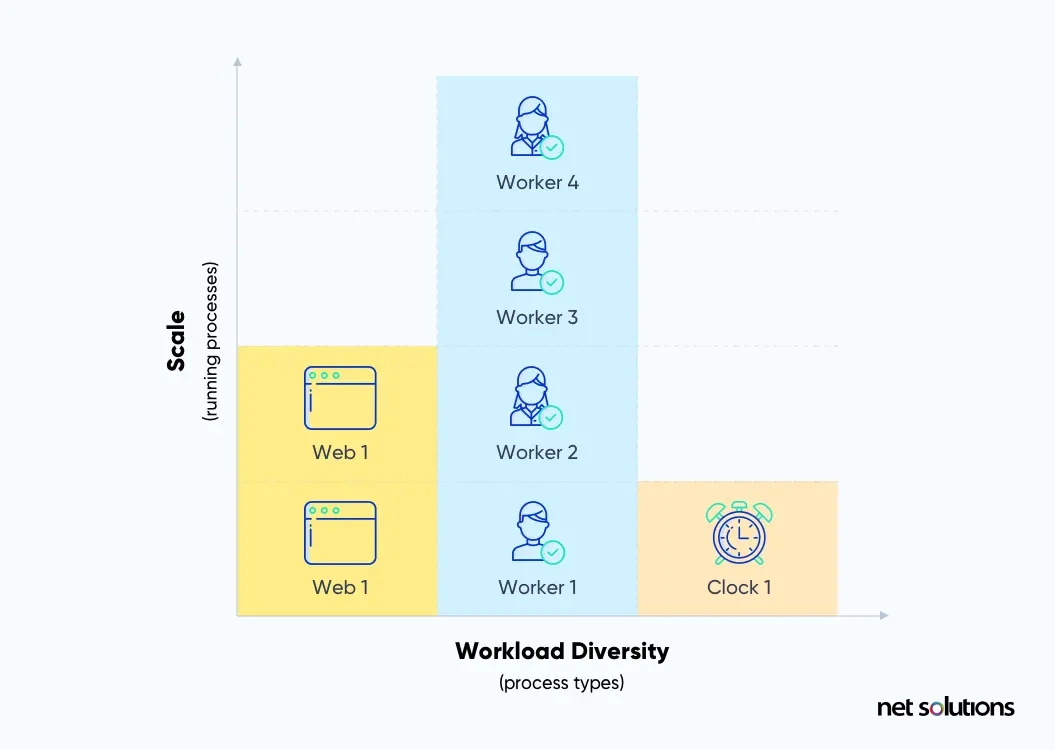 Worker 4
Worker 3
Web 1
Worker 2
Web 1
Worker 1
Clock 1
Scale
(running processes)
Workload Diversity
(process types)
net solutions